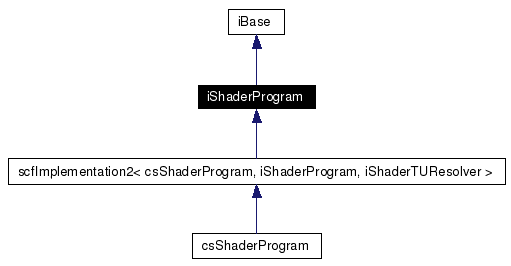 iBase
iShaderProgram
scfImplementation2< csShaderProgram, iShaderProgram, iShaderTUResolver >
csShaderProgram